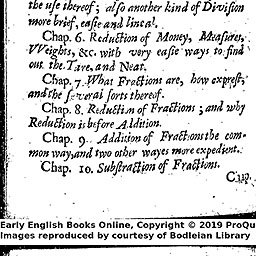 the use thereof; also another kind of Division
more brief, easie and lineal.
Chap. 6. Reduction of Money, Measures,
VVeights, &c. with very easie ways to find
out the Tare, and Neat.
Chap. 7. What Fractions are, how exprest,
and the several sorts thereof.
Chap. 8. Reduction of Fractions; and why
Reduction is before Addition.
Chap. 9. Addition of Fractions the com-
mon way, and two other wayes more expedient.
Chap. 10. Substraction of Fractions.
Early English Books Online, Copyright © 2019 ProQu
Images reproduced by courtesy of Bodleian Library